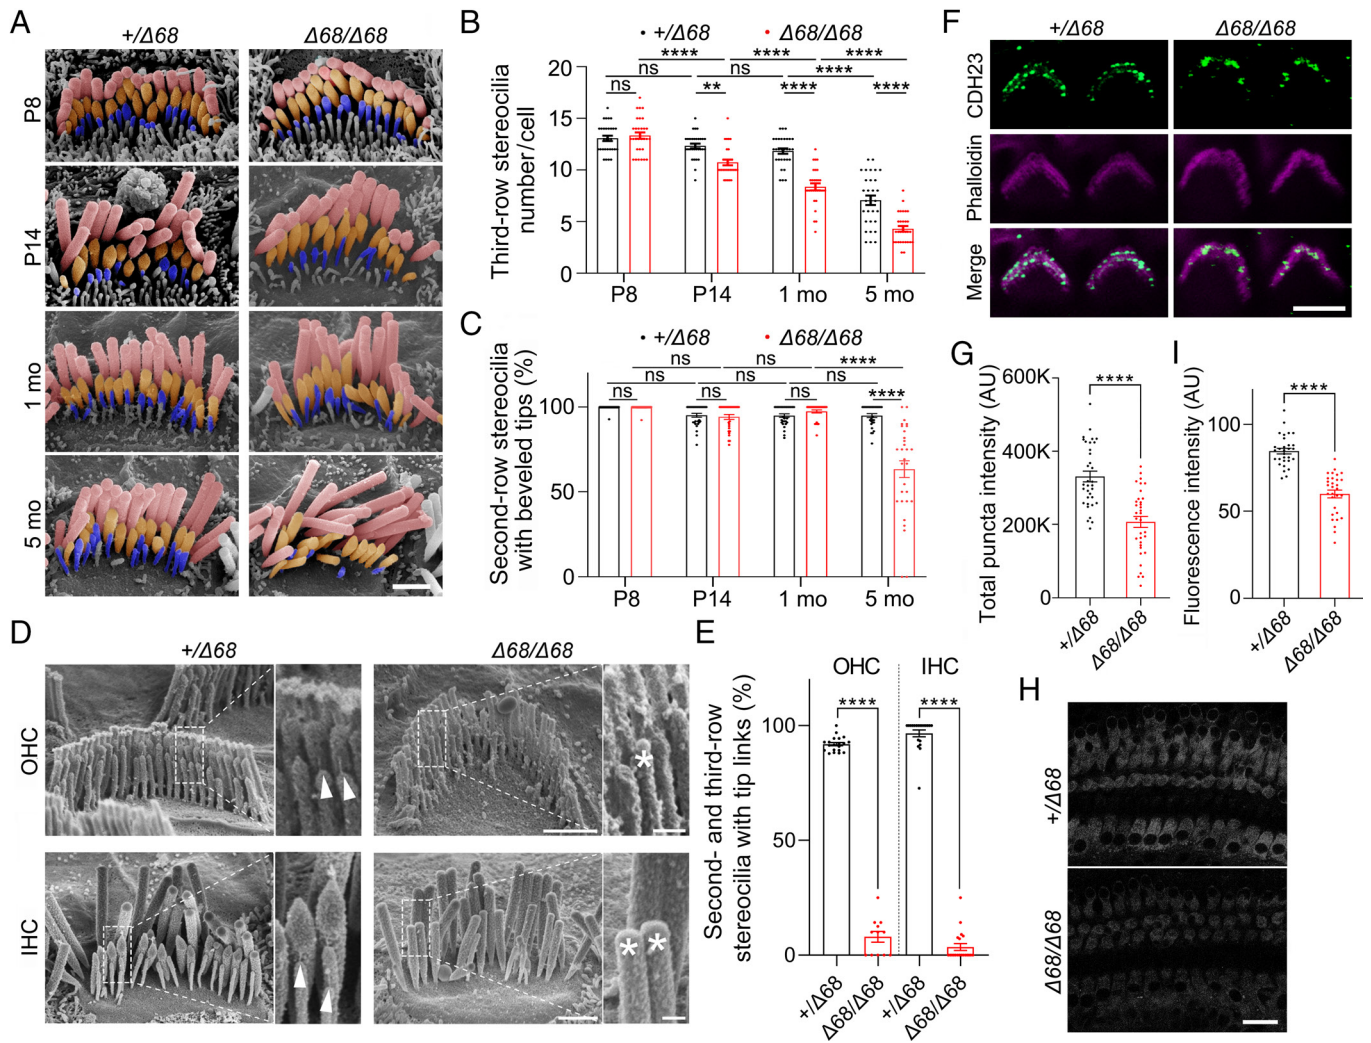 A
+/Δ68
Δ68/Δ68
P8
P14
1 mo
5 mo
B
+/Δ68
Δ68/Δ68
**** **** ****
ns ns ****
ns ** **** ****
Third-row stereocilia
number/cell
20
15
10
5
0
P8 P14 1 mo 5 mo
C
+/Δ68
Δ68/Δ68
ns ns ****
ns ns ns
ns ns ns ****
Second-row stereocilia
with beveled tips (%)
100
50
0
P8 P14 1 mo 5 mo
D
+/Δ68
Δ68/Δ68
OHC
*
IHC
* *
E
OHC IHC
**** ****
Second- and third-row
stereocilia with tip links (%)
100
50
0
+/Δ68
Δ68/Δ68
+/Δ68
Δ68/Δ68
F
+/Δ68
Δ68/Δ68
CDH23
Phalloidin
Merge
G
****
Total puncta intensity (AU)
600K
400K
200K
0
+/Δ68
Δ68/Δ68
I
****
Fluorescence intensity (AU)
100
50
0
+/Δ68
Δ68/Δ68
H
+/Δ68
Δ68/Δ68